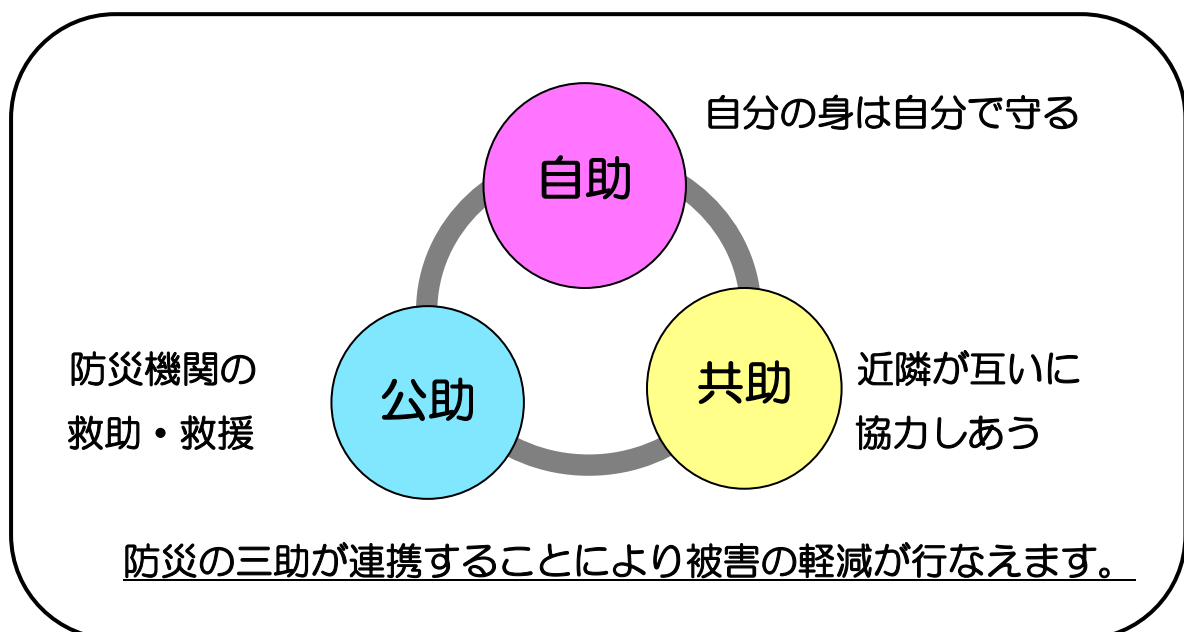 自分の身は自分で守る
自助
防災機関の
救助・救援
公助
共助
近隣が互いに
協力しあう
防災の三助が連携することにより被害の軽減が行なえます。